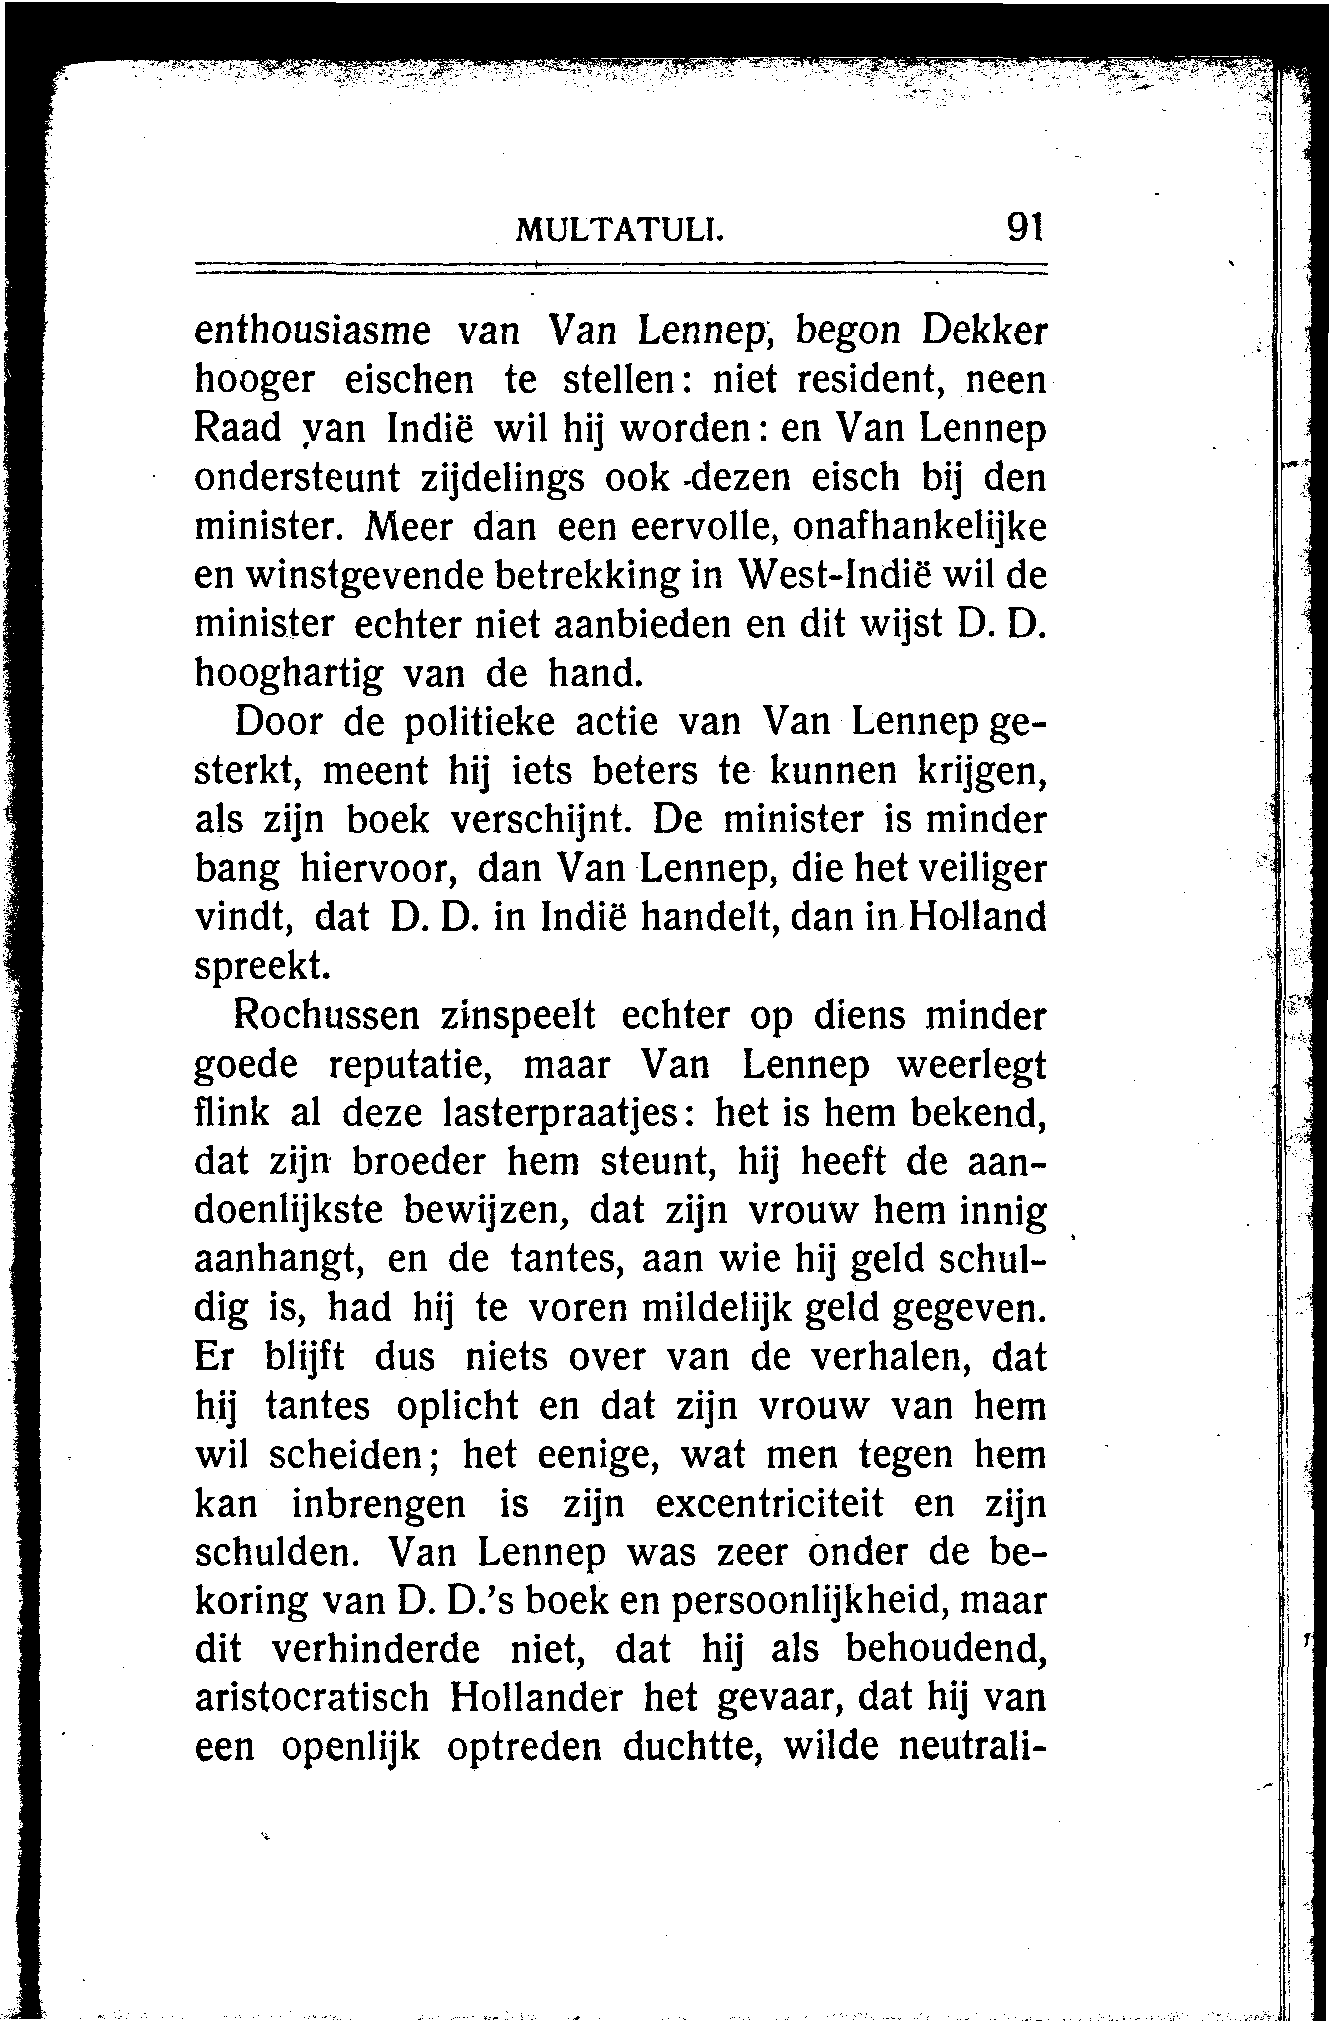 MULTATULI. 91
enthousiasme van Van Lennep, begon Dekker
hooger eischen te stellen: niet resident, neen
Raad van Indië wil hij worden: en Van Lennep
ondersteunt zijdelings ook dezen eisch bij den
minister. Meer dan een eervolle, onafhankelijke
en winstgevende betrekking in West-Indië wil de
minister echter niet aanbieden en dit wijst D. D.
hooghartig van de hand.
Door de politieke actie van Van Lennep ge-
sterkt, meent hij iets beters te kunnen krijgen,
als zijn boek verschijnt. De minister is minder
bang hiervoor, dan Van Lennep, die het veiliger
vindt, dat D. D. in Indië handelt, dan in Holland
spreekt.
Rochussen zinspeelt echter op diens minder
goede reputatie, maar Van Lennep weerlegt
flink al deze lasterpraatjes: het is hem bekend,
dat zijn broeder hem steunt, hij heeft de aan-
doenlijkste bewijzen, dat zijn vrouw hem innig
aanhangt, en de tantes, aan wie hij geld schul-
dig is, had hij te voren mildelijk geld gegeven.
Er blijft dus niets over van de verhalen, dat
hij tantes oplicht en dat zijn vrouw van hem
wil scheiden; het eenige, wat men tegen hem
kan inbrengen is zijn excentriciteit en zijn
schulden. Van Lennep was zeer onder de be-
koring van D. D.'s boek en persoonlijkheid, maar
dit verhinderde niet, dat hij als behoudend,
aristocratisch Hollander het gevaar, dat hij van
een openlijk optreden duchtte, wilde neutrali-